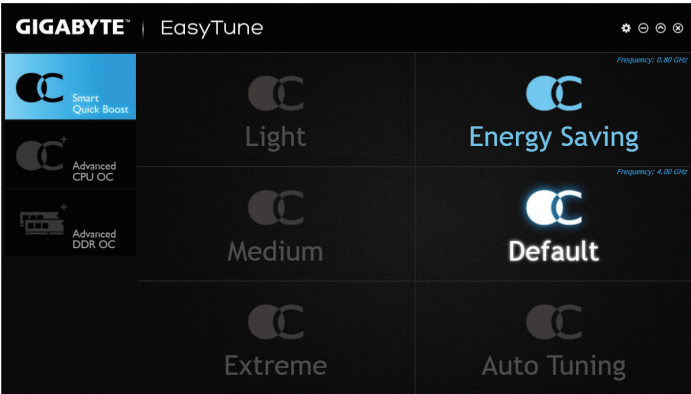 GIGABYTE™ | EasyTune
Smart
Quick Boost
Advanced
CPU OC
Advanced
DDR OC
Light
Frequency: 0.80 GHz
Energy Saving
Medium
Frequency: 4.00 GHz
Default
Extreme
Auto Tuning